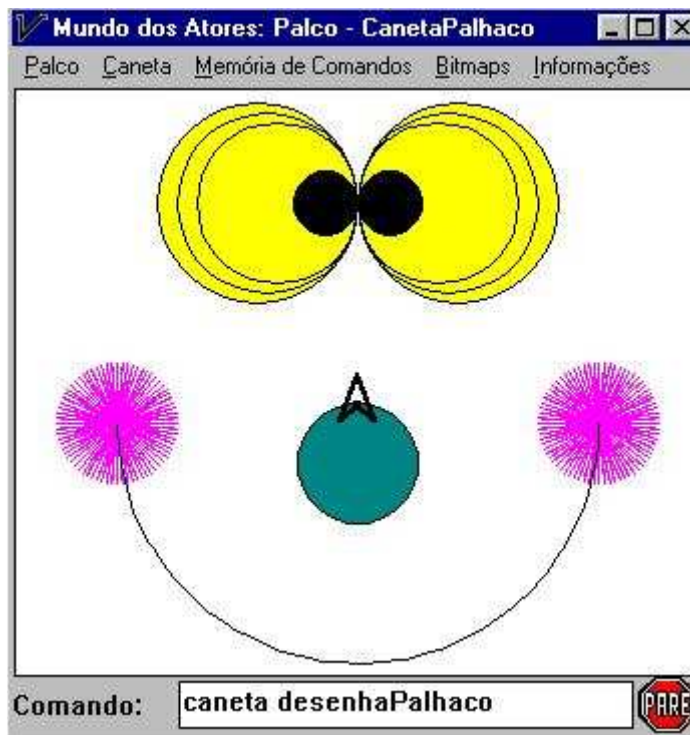 Mundo dos Atores: Palco - CanetaPalhaco
Palco Caneta Memória de Comandos Bitmaps Informações
Comando: caneta desenhaPalhaco PARE